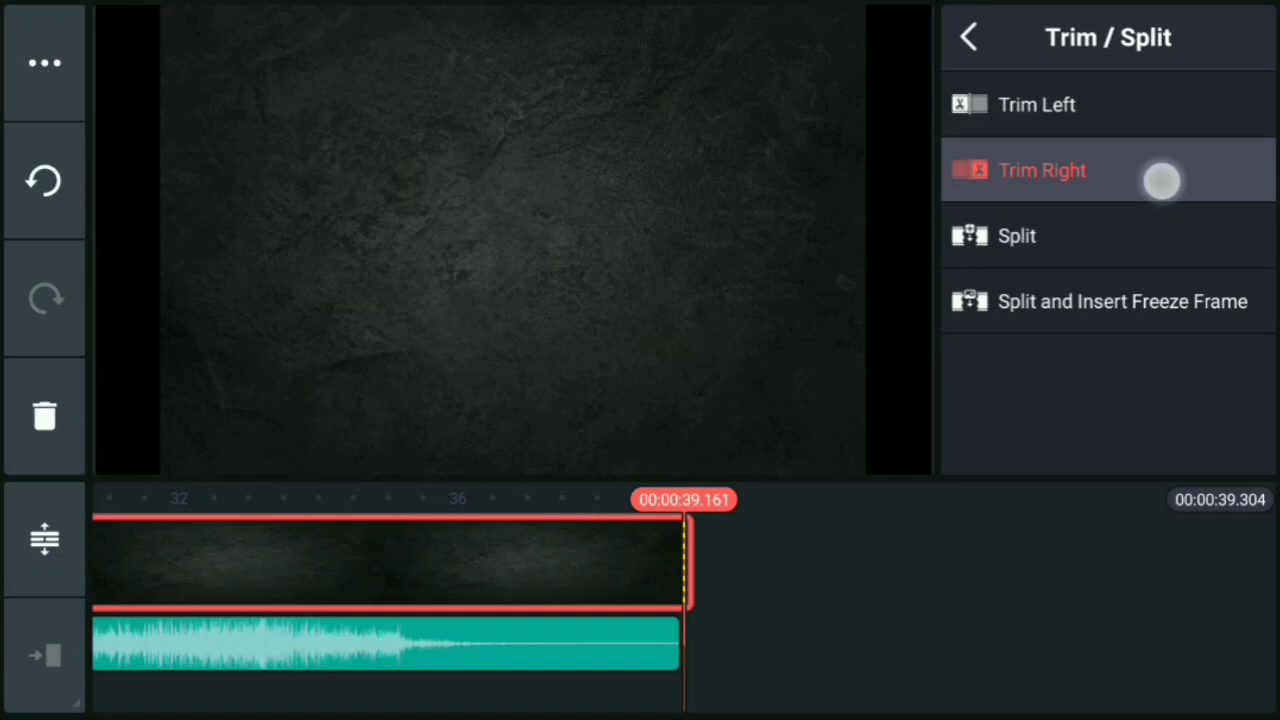 Trim / Split
Trim Left
Trim Right
Split
Split and Insert Freeze Frame
32
36
00:00:39.161
00:00:39.304